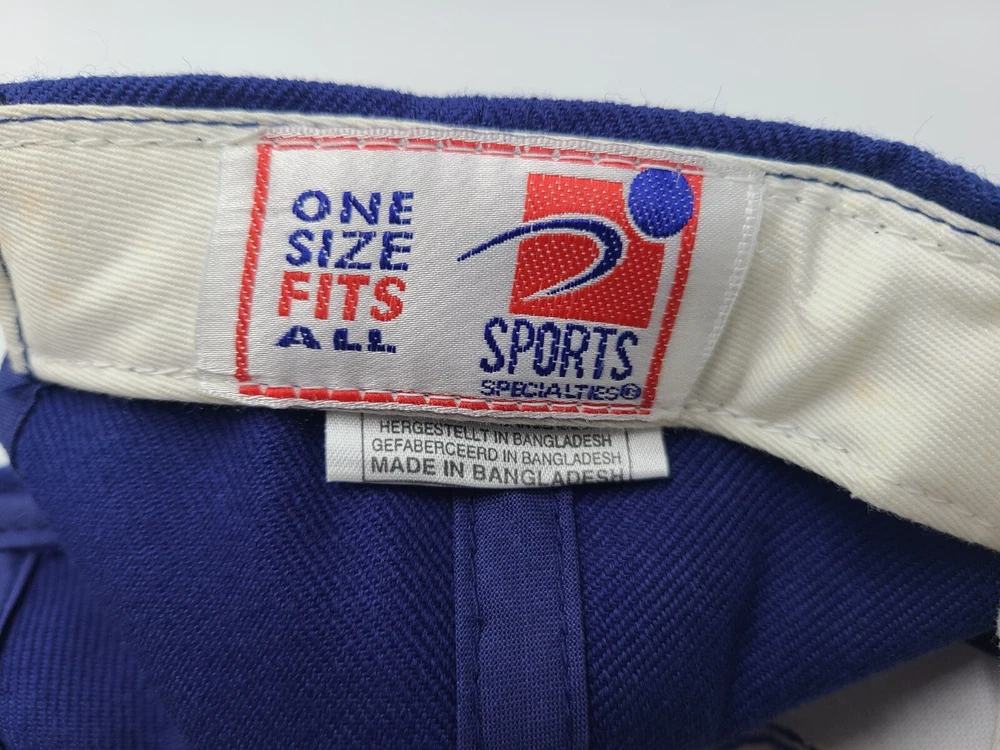 ONE
SIZE
FITS
ALL
SPORTS
SPECIALTIES®
HERGESTELLT IN BANGLADESH
GEFABERCEERD IN BANGLADESH
MADE IN BANGLADESH